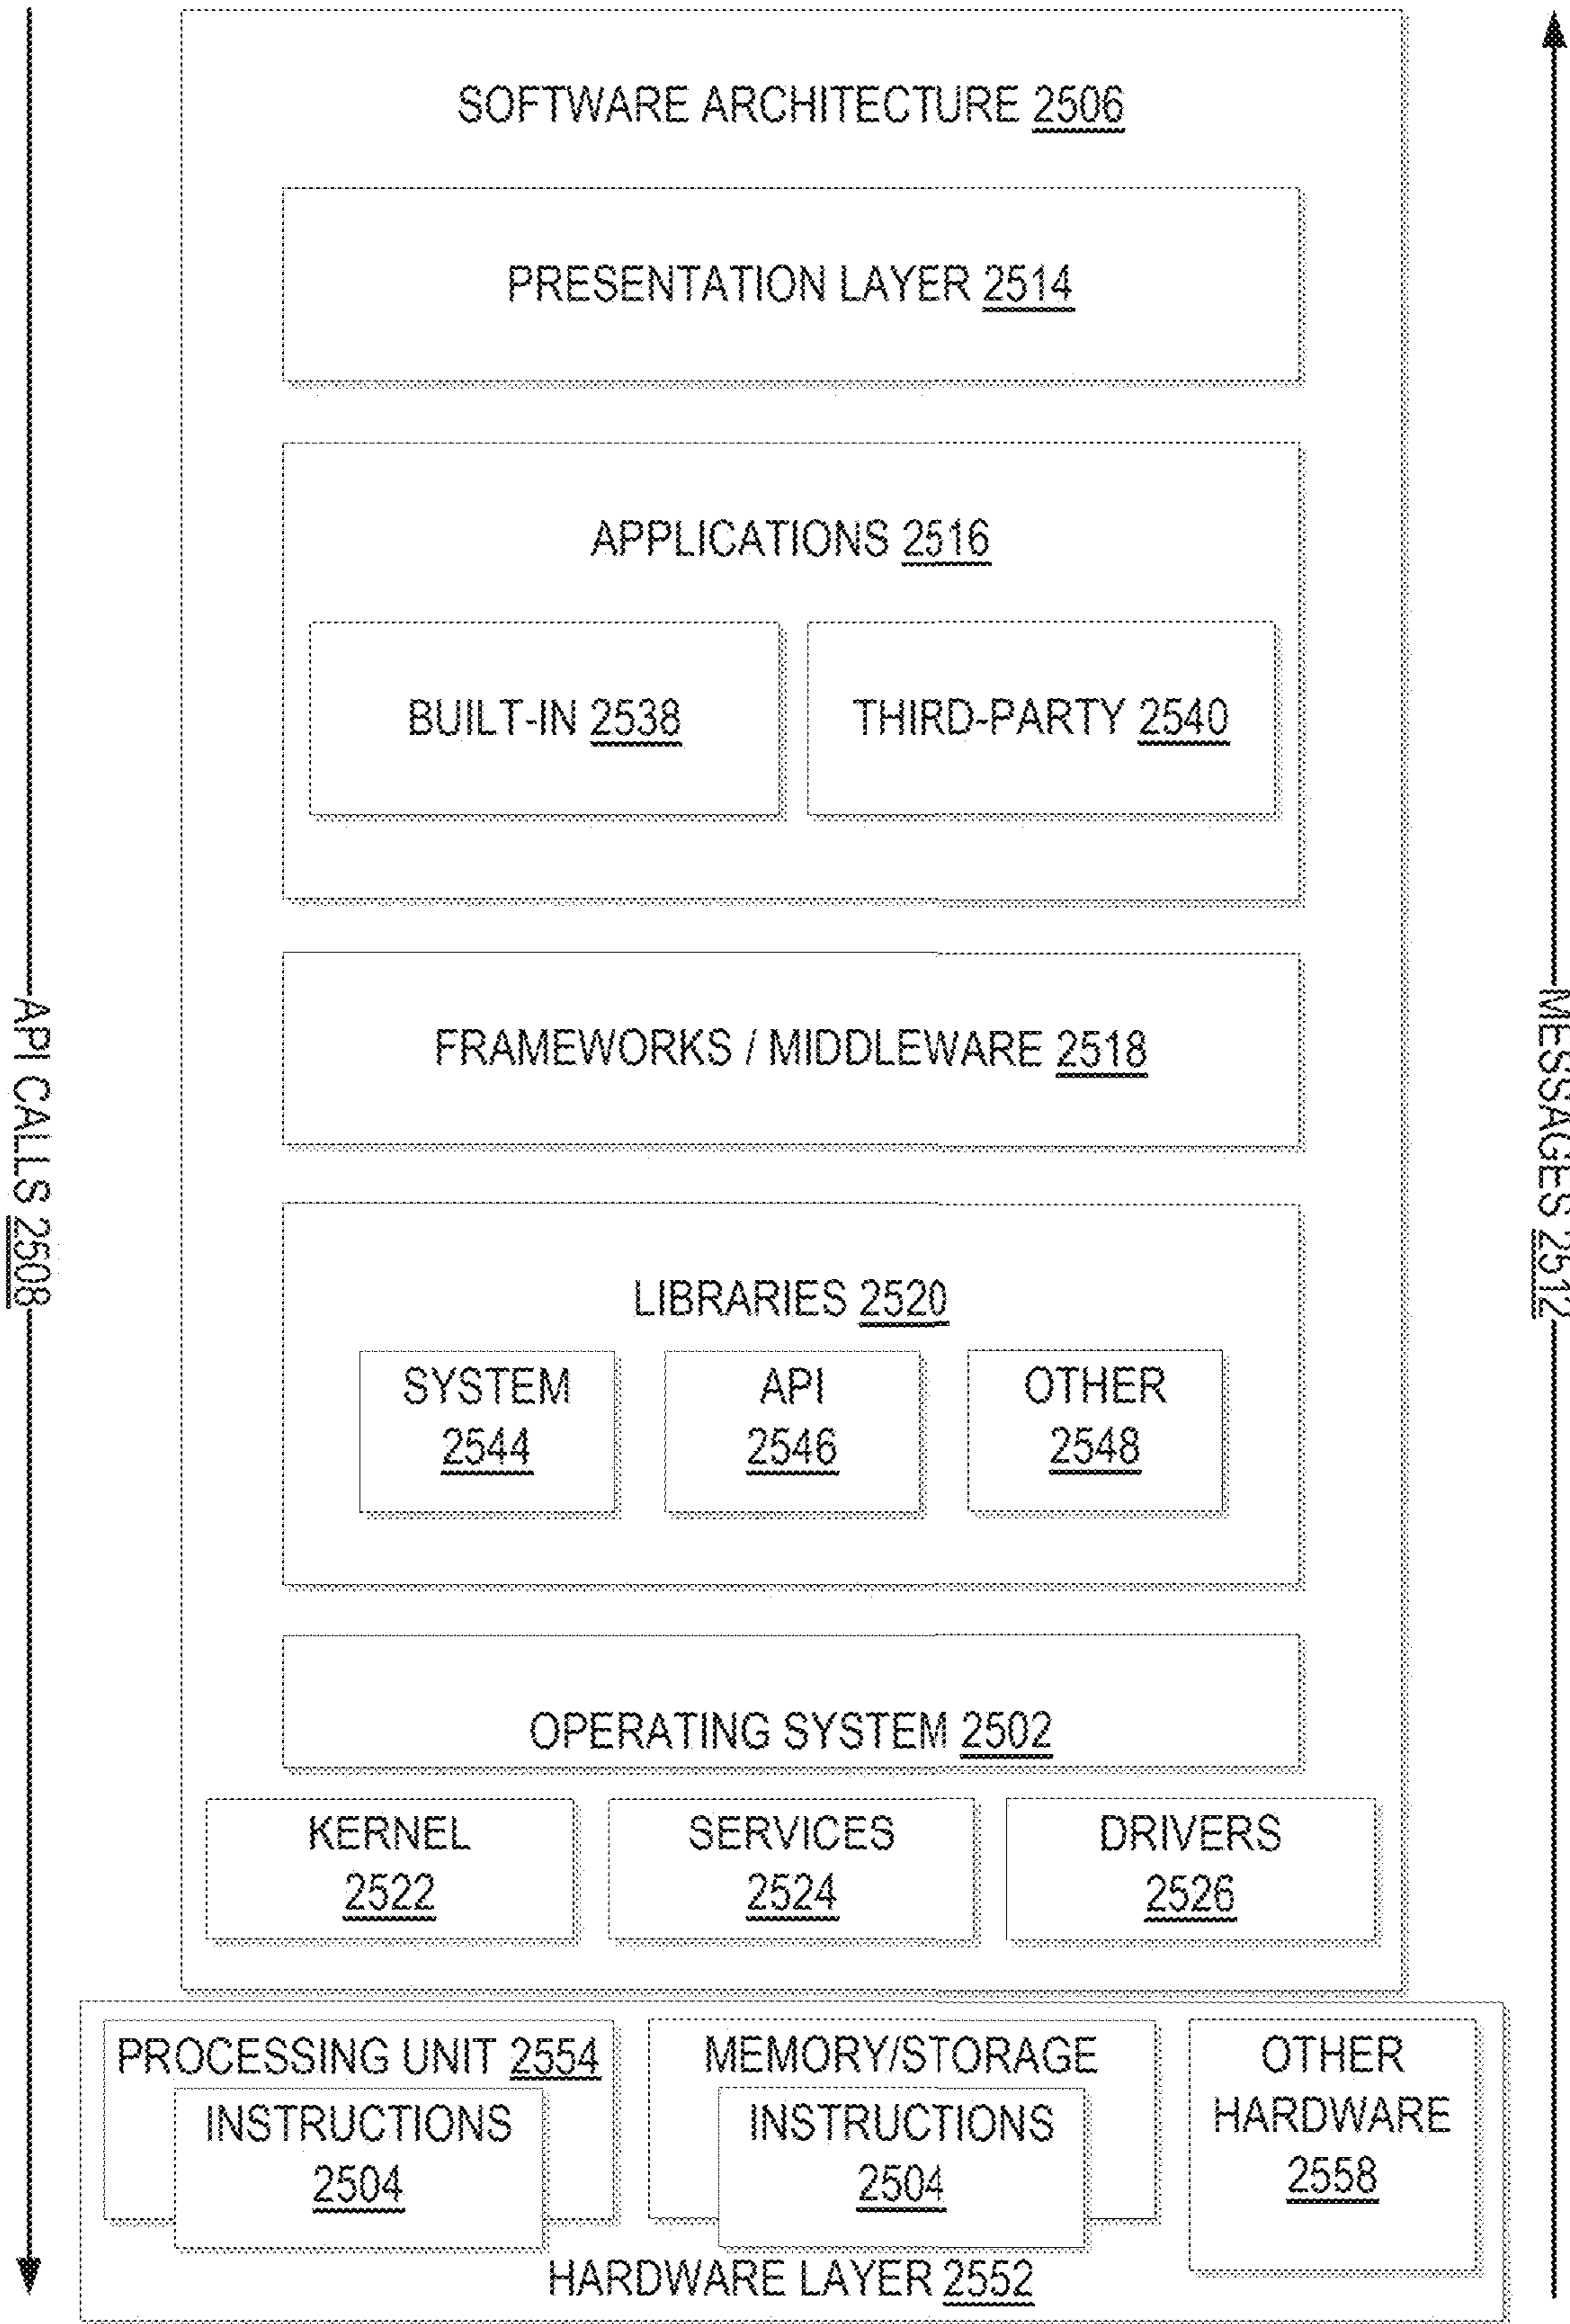 SOFTWARE ARCHITECTURE 2506
PRESENTATION LAYER 2514
APPLICATIONS 2516
BUILT-IN 2538
THIRD-PARTY 2540
FRAMEWORKS / MIDDLEWARE 2518
API CALLS 2508
MESSAGES 2512
LIBRARIES 2520
SYSTEM
2544
API
2546
OTHER
2548
OPERATING SYSTEM 2502
KERNEL
2522
SERVICES
2524
DRIVERS
2526
PROCESSING UNIT 2554
INSTRUCTIONS
2504
MEMORY/STORAGE
INSTRUCTIONS
2504
OTHER
HARDWARE
2558
HARDWARE LAYER 2552